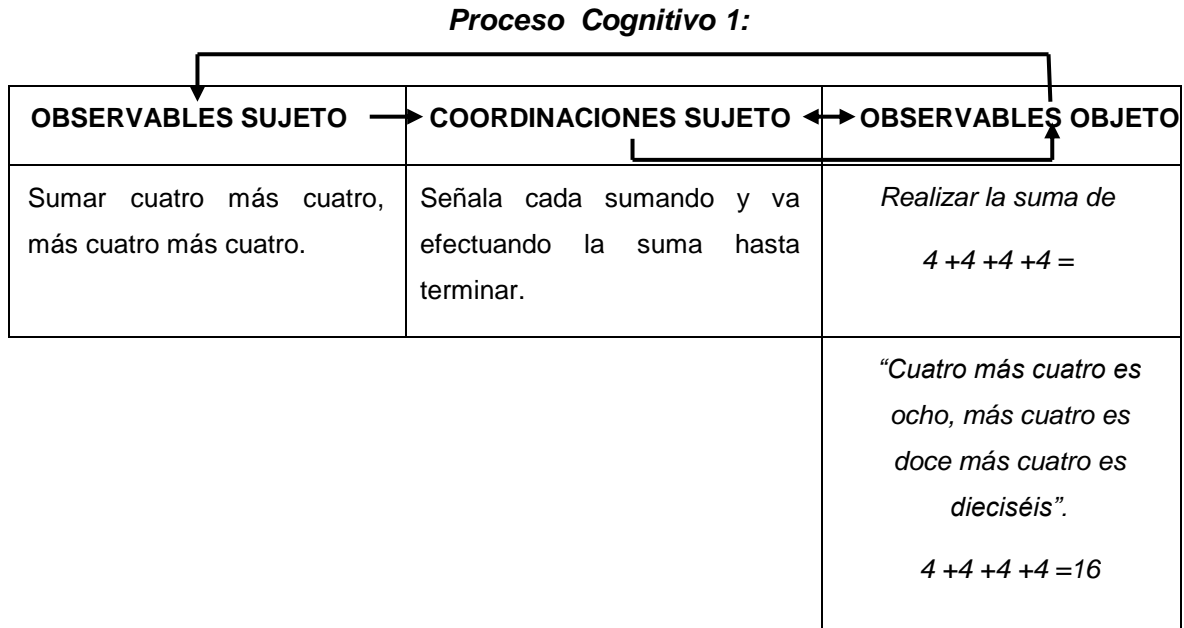 Proceso Cognitivo 1:
OBSERVABLES SUJETO
COORDINACIONES SUJETO
OBSERVABLES OBJETO
Sumar cuatro más cuatro,
más cuatro más cuatro.
Señala cada sumando y va
efectuando la suma hasta
terminar.
Realizar la suma de
4 +4 +4 +4 =
“Cuatro más cuatro es
ocho, más cuatro es
doce más cuatro es
dieciséis”.
4 +4 +4 +4 =16